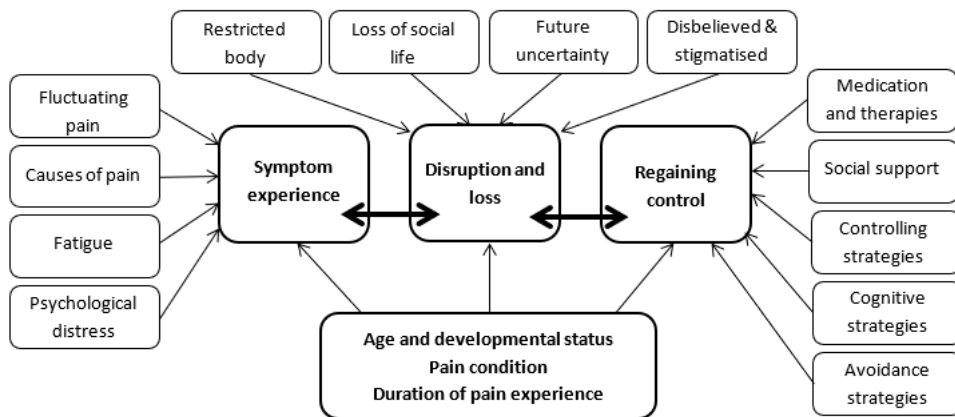 Restricted
body
Loss of social
life
Future
uncertainty
Disbelieved &
stigmatised
Fluctuating
pain
Causes of pain
Fatigue
Psychological
distress
Symptom
experience
Disruption and
loss
Regaining
control
Medication
and therapies
Social support
Controlling
strategies
Cognitive
strategies
Avoidance
strategies
Age and developmental status
Pain condition
Duration of pain experience